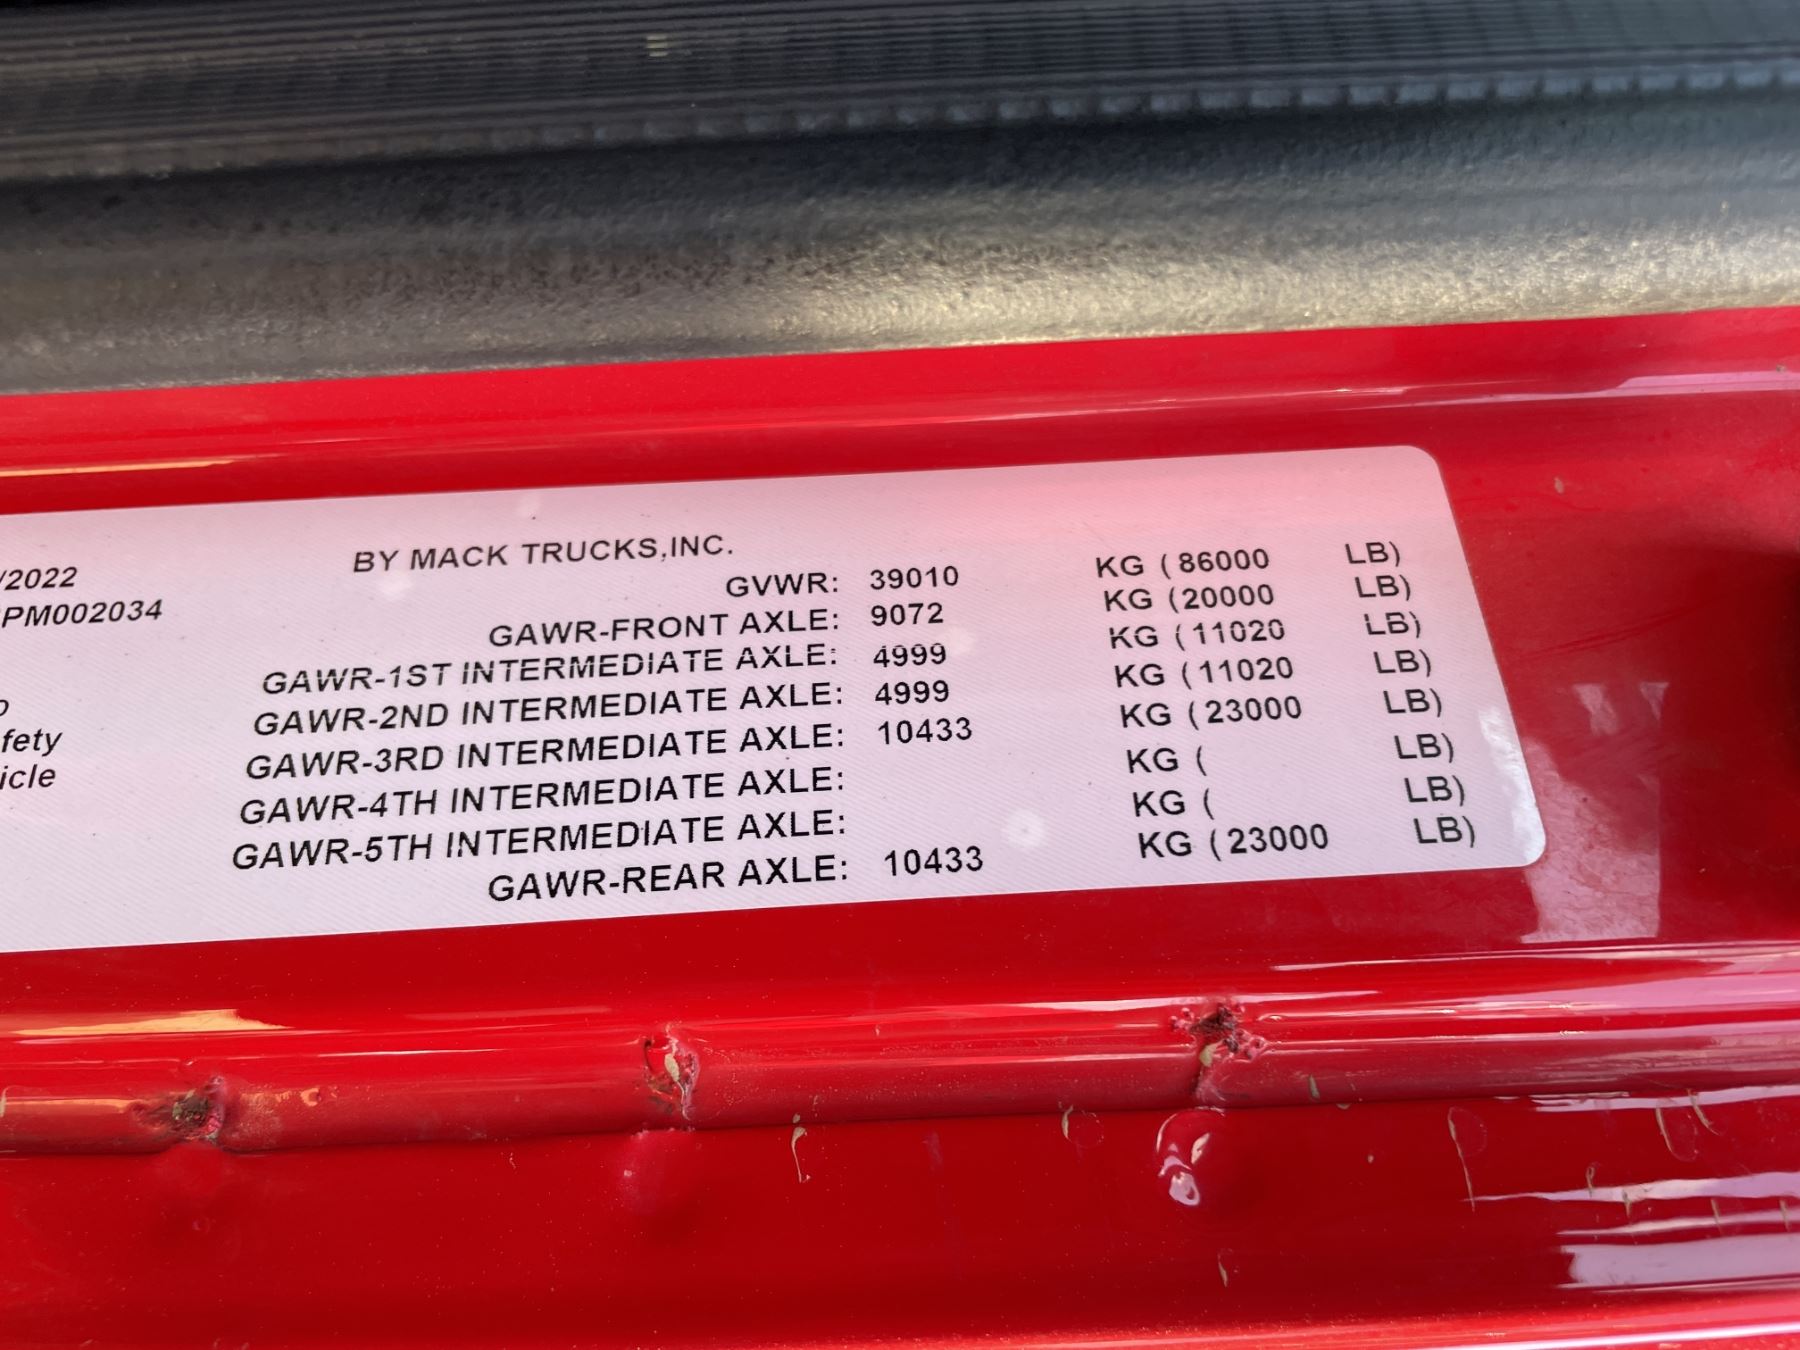 BY MACK TRUCKS,INC.
/2022 GVWR: 39010 KG (86000 LB)
PM002034 GAWR-FRONT AXLE: 9072 KG (20000 LB)
GAWR-1ST INTERMEDIATE AXLE: 4999 KG (11020 LB)
GAWR-2ND INTERMEDIATE AXLE: 4999 KG (11020 LB)
GAWR-3RD INTERMEDIATE AXLE: 10433 KG (23000 LB)
fety GAWR-4TH INTERMEDIATE AXLE: KG ( LB)
icle GAWR-5TH INTERMEDIATE AXLE: KG ( LB)
GAWR-REAR AXLE: 10433 KG (23000 LB)